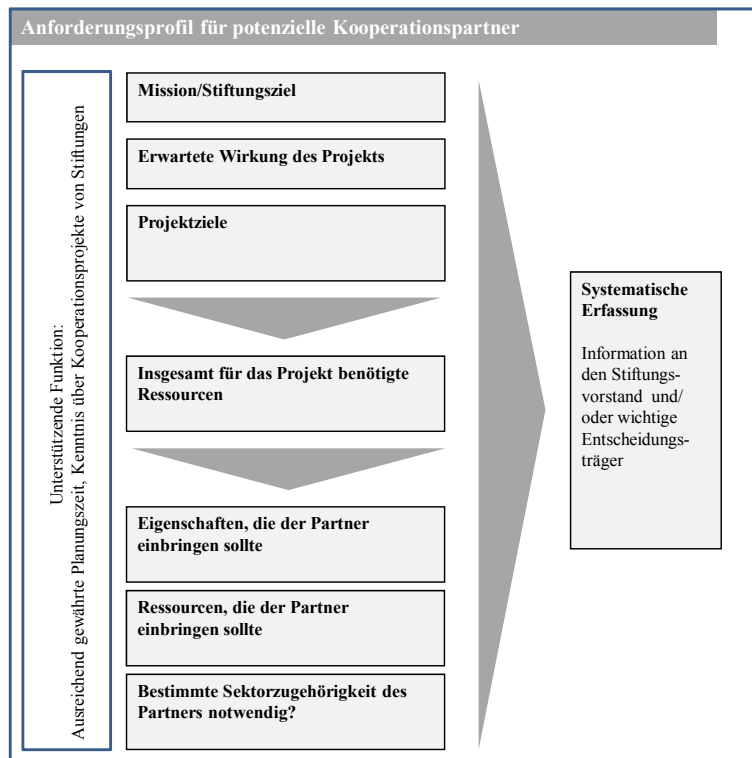 Anforderungsprofil für potenzielle Kooperationspartner
Unterstützende Funktion:
Ausreichend gewährte Planungszeit, Kenntnis über Kooperationsprojekte von Stiftungen
Mission/Stiftungsziel
Erwartete Wirkung des Projekts
Projektziele
Insgesamt für das Projekt benötigte
Ressourcen
Eigenschaften, die der Partner
einbringen sollte
Ressourcen, die der Partner
einbringen sollte
Bestimmte Sektorzugehörigkeit des
Partners notwendig?
Systematische
Erfassung
Information an
den Stiftungs-
vorstand und/
oder wichtige
Entscheidungs-
träger